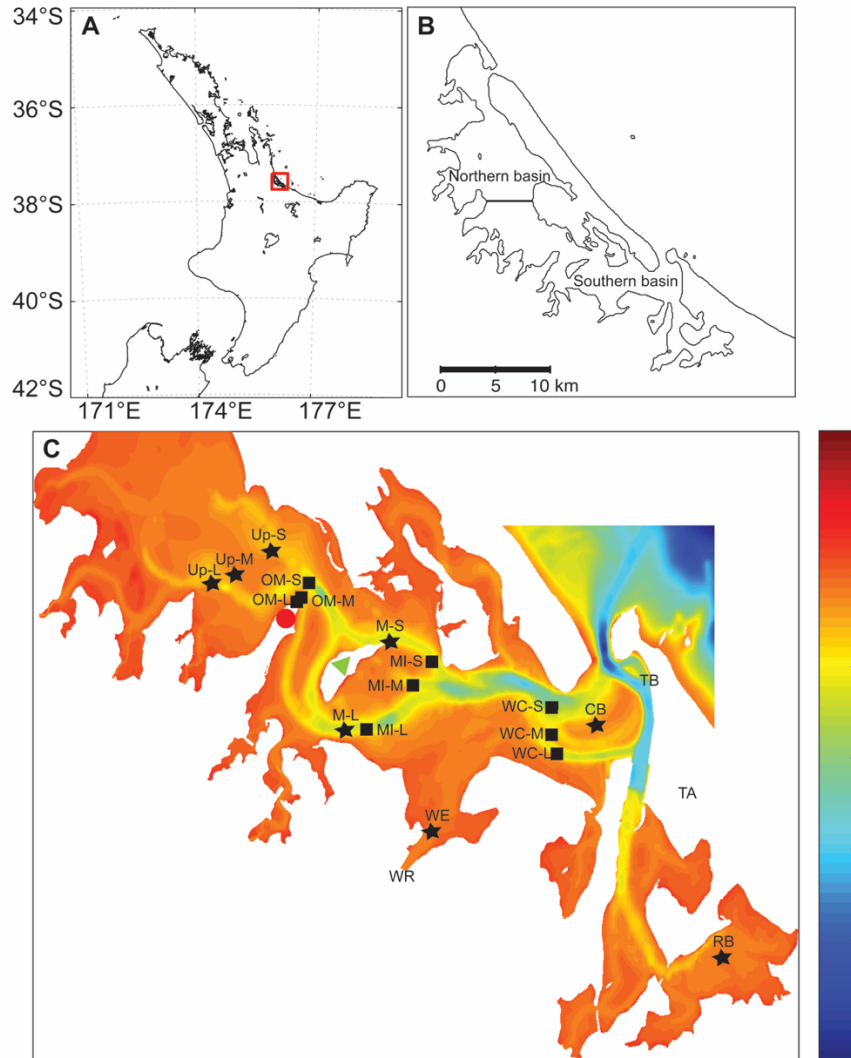 A
34°S
36°S
38°S
40°S
42°S
171°E 174°E 177°E
B
Northern basin
Southern basin
0 5 10 km
C
Up-S
Up-M
Up-L
OM-S
OM-L OM-M
M-S
MI-S
MI-M
TB
WC-S CB
M-L MI-L
WC-M
WC-L
TA
WE
WR
RB